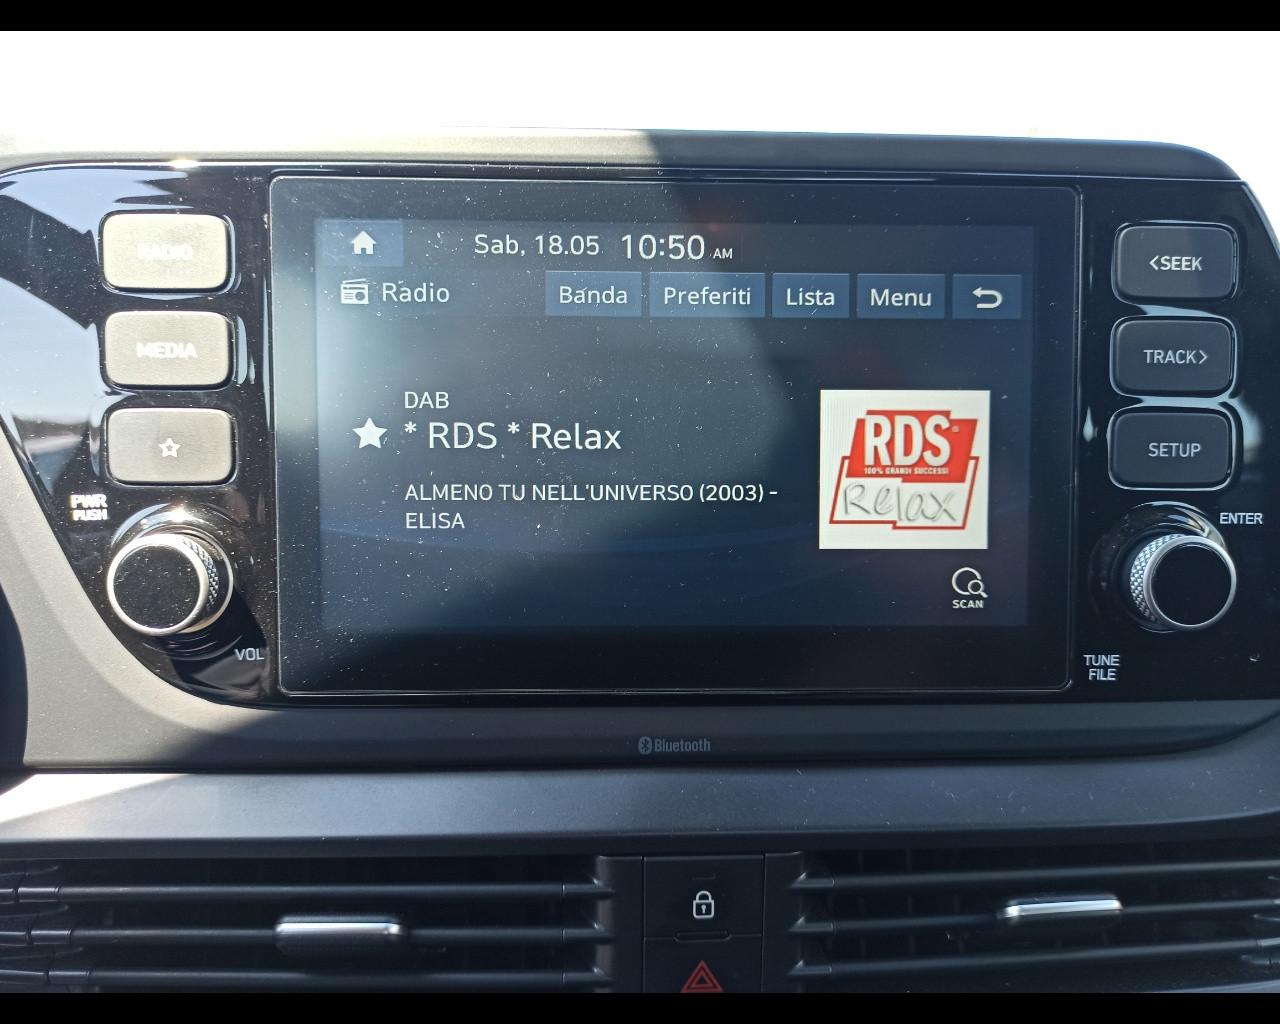 RADIO
MEDIA
PWR
PUSH
VOL
Sab, 18.05 10:50 AM
Radio
Banda
Preferiti
Lista
Menu
DAB
* RDS * Relax
ALMENO TU NELL'UNIVERSO (2003) -
ELISA
RDS
100% GRANDI SUCCESSI
Relax
SCAN
<SEEK
TRACK>
SETUP
ENTER
TUNE
FILE
Bluetooth